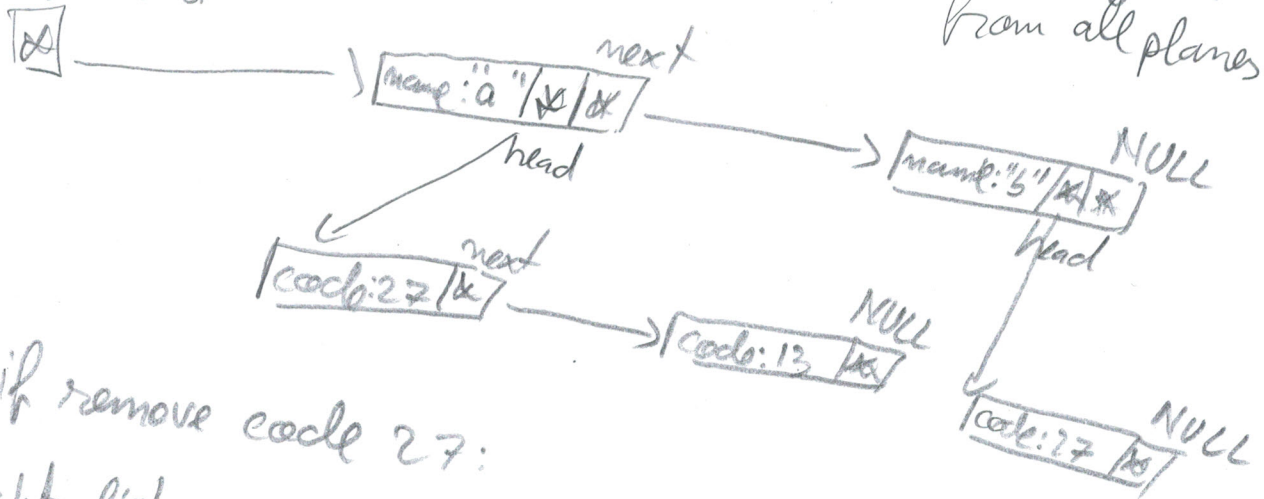 from all planes
next
name:"a"
NULL
name:"b"
head
head
next
code:27
NULL
code:13
NULL
code:27
if remove code 27: